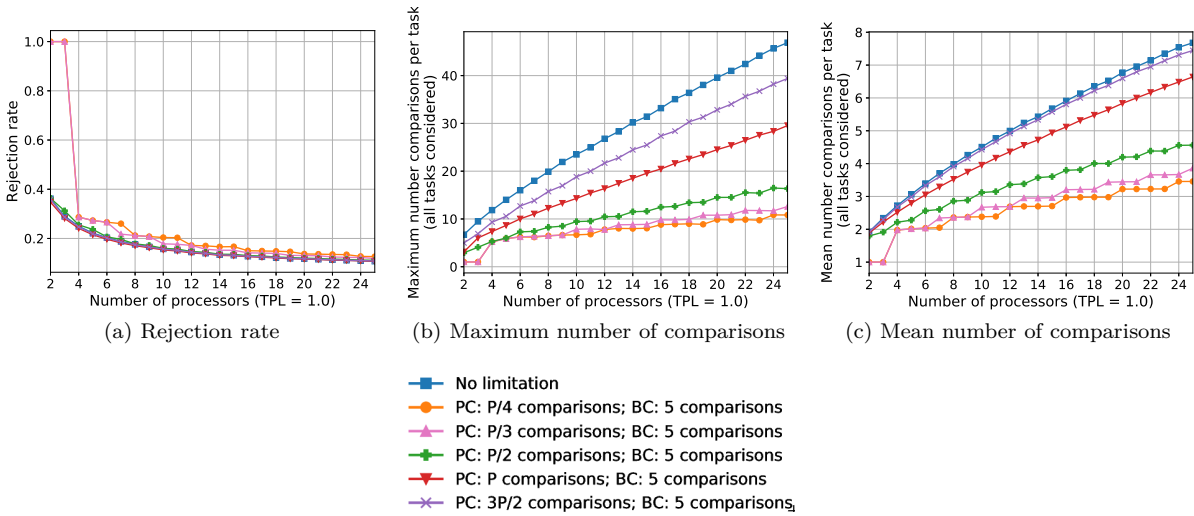 1.0
0.8
0.6
0.4
0.2
Rejection rate
2 4 6 8 10 12 14 16 18 20 22 24
Number of processors (TPL = 1.0)
(a) Rejection rate
40
30
20
10
0
Maximum number comparisons per task
(all tasks considered)
2 4 6 8 10 12 14 16 18 20 22 24
Number of processors (TPL = 1.0)
(b) Maximum number of comparisons
8
7
6
5
4
3
2
1
Mean number comparisons per task
(all tasks considered)
2 4 6 8 10 12 14 16 18 20 22 24
Number of processors (TPL = 1.0)
(c) Mean number of comparisons
No limitation
PC: P/4 comparisons; BC: 5 comparisons
PC: P/3 comparisons; BC: 5 comparisons
PC: P/2 comparisons; BC: 5 comparisons
PC: P comparisons; BC: 5 comparisons
PC: 3P/2 comparisons; BC: 5 comparisons